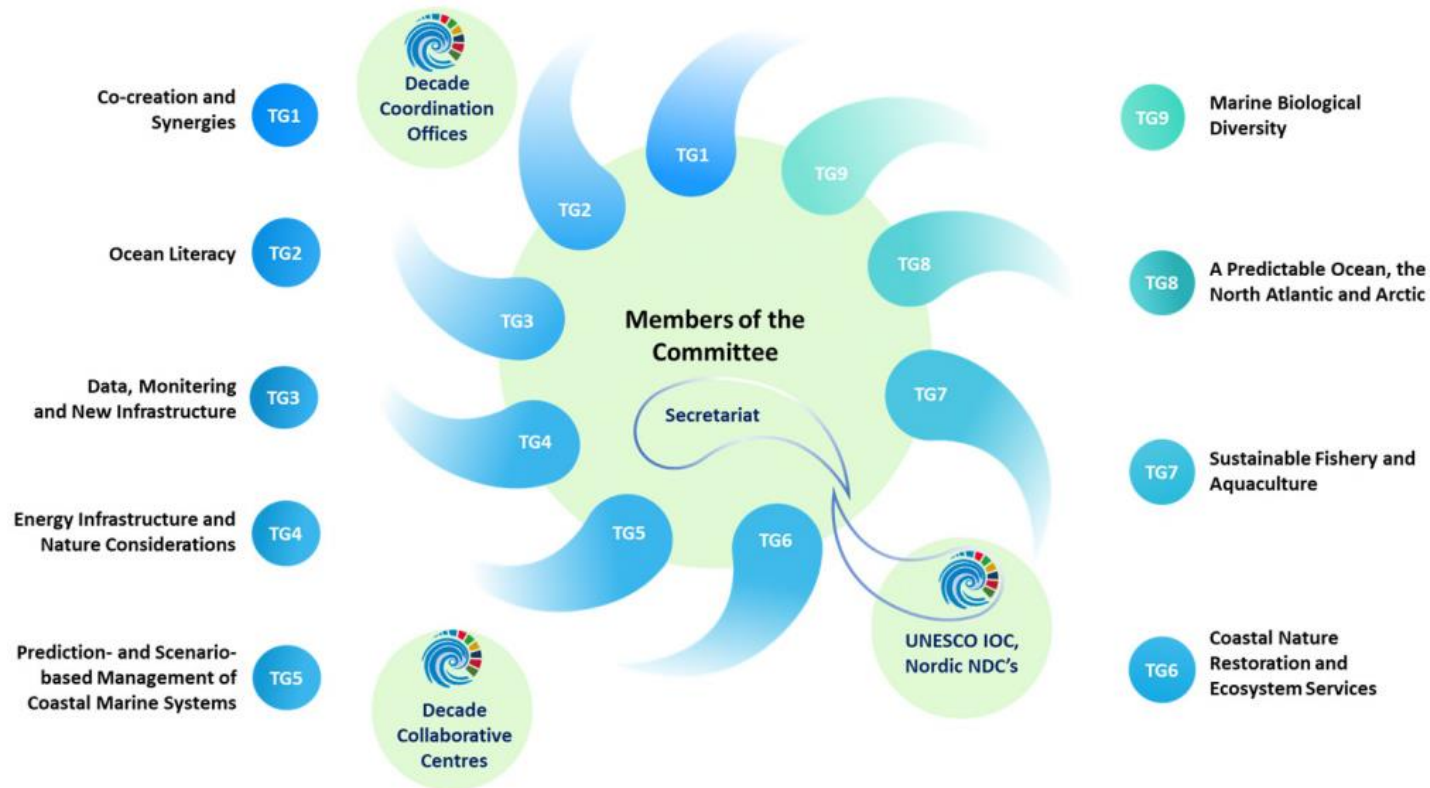 Co-creation and
Synergies
TG1
Ocean Literacy
TG2
Data, Monitering
and New Infrastructure
TG3
Energy Infrastructure and
Nature Considerations
TG4
Prediction- and Scenario-
based Management of
Coastal Marine Systems
TG5
Decade
Coordination
Offices
TG1
TG2
TG3
TG4
TG5
TG6
TG7
TG8
TG9
Members of the
Committee
Secretariat
Decade
Collaborative
Centres
UNESCO IOC,
Nordic NDC's
TG9
Marine Biological
Diversity
TG8
A Predictable Ocean, the
North Atlantic and Arctic
TG7
Sustainable Fishery and
Aquaculture
TG6
Coastal Nature
Restoration and
Ecosystem Services